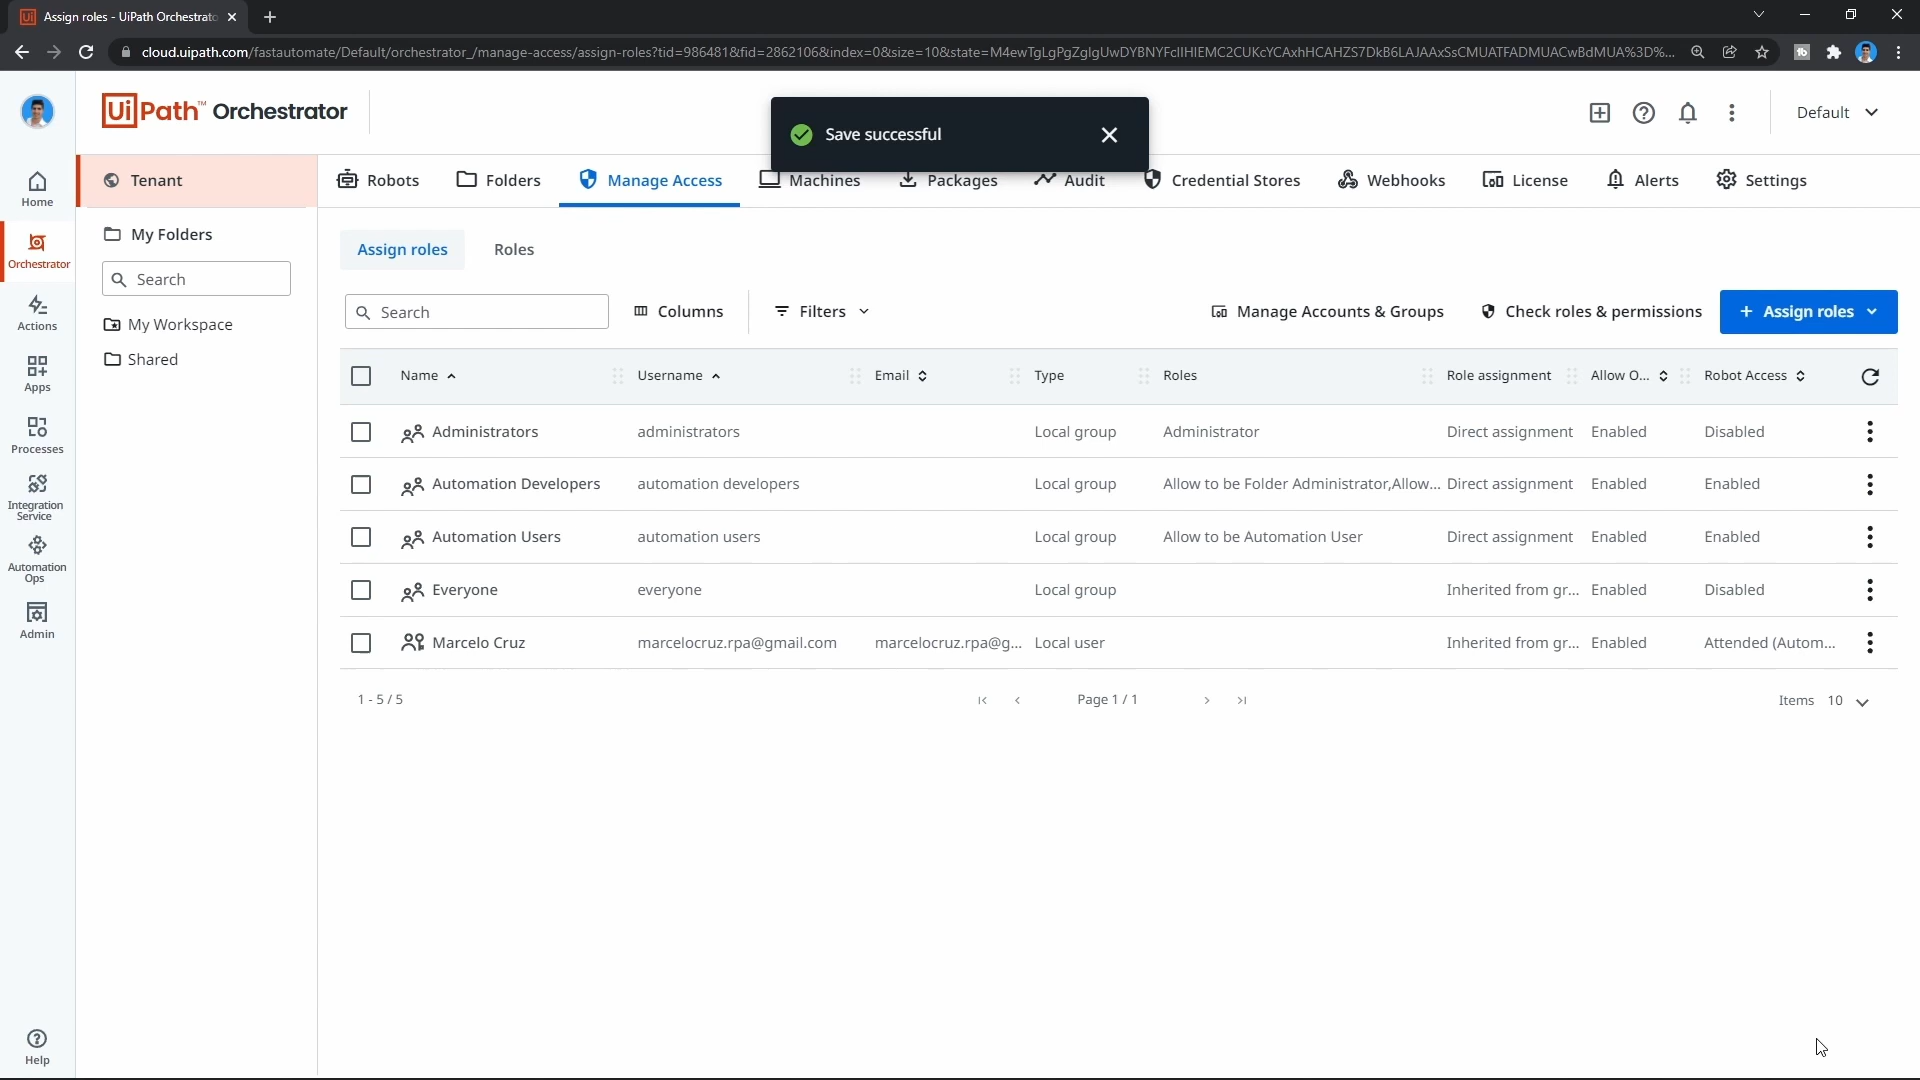 Assign roles - UiPath Orchestrato
cloud.uipath.com/fastautomate/Default/orchestrator_/manage-access/assign-roles?tid=986481&fid=2862106&index=0&size=10&state=
UiPath™ Orchestrator
Save successful
Default
Home
Orchestrator
Actions
Apps
Processes
Integration
Service
Automation
Ops
Admin
Help
Tenant
My Folders
Search
My Workspace
Shared
Robots Folders Manage Access Machines Packages Audit Credential Stores Webhooks License Alerts Settings
Assign roles Roles
Search Columns Filters Manage Accounts & Groups Check roles & permissions + Assign roles
Name Username Email Type Roles Role assignment Allow O... Robot Access
Administrators administrators Local group Administrator Direct assignment Enabled Disabled
Automation Developers automation developers Local group Allow to be Folder Administrator,Allow... Direct assignment Enabled Enabled
Automation Users automation users Local group Allow to be Automation User Direct assignment Enabled Enabled
Everyone everyone Local group Inherited from gr... Enabled Disabled
Marcelo Cruz marcelocruz.rpa@gmail.com marcelocruz.rpa@g... Local user Inherited from gr... Enabled Attended (Autom...
1 - 5 / 5 Page 1 / 1 Items 10